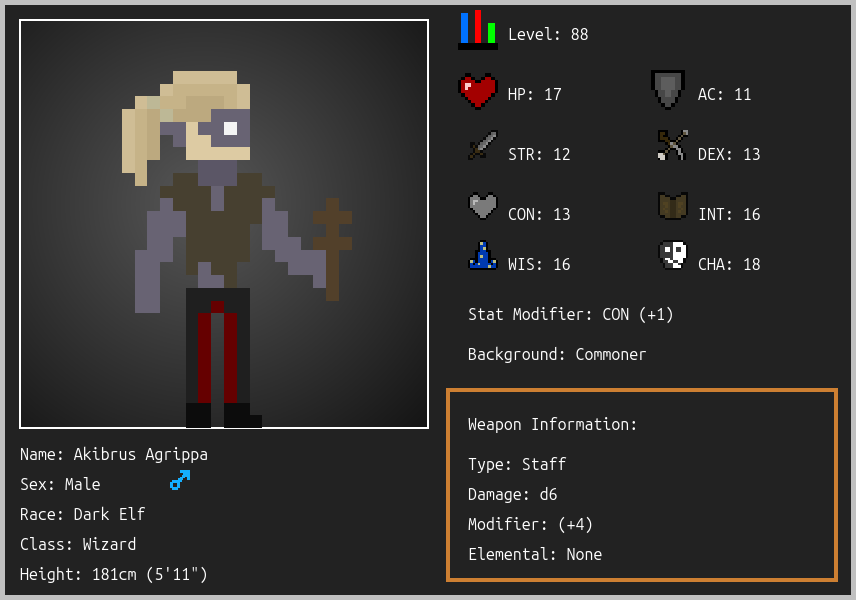 Level: 88
HP: 17
AC: 11
STR: 12
DEX: 13
CON: 13
INT: 16
WIS: 16
CHA: 18
Stat Modifier: CON (+1)
Background: Commoner
Weapon Information:
Type: Staff
Damage: d6
Modifier: (+4)
Elemental: None
Name: Akibrus Agrippa
Sex: Male
Race: Dark Elf
Class: Wizard
Height: 181cm (5'11")